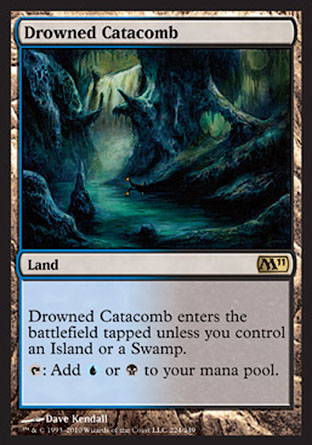 Drowned Catacomb
Land
M11
Drowned Catacomb enters the
battlefield tapped unless you control
an Island or a Swamp.
: Add or to your mana pool.
Dave Kendall
™ & © 1993–2010 Wizards of the Coast LLC 224/249